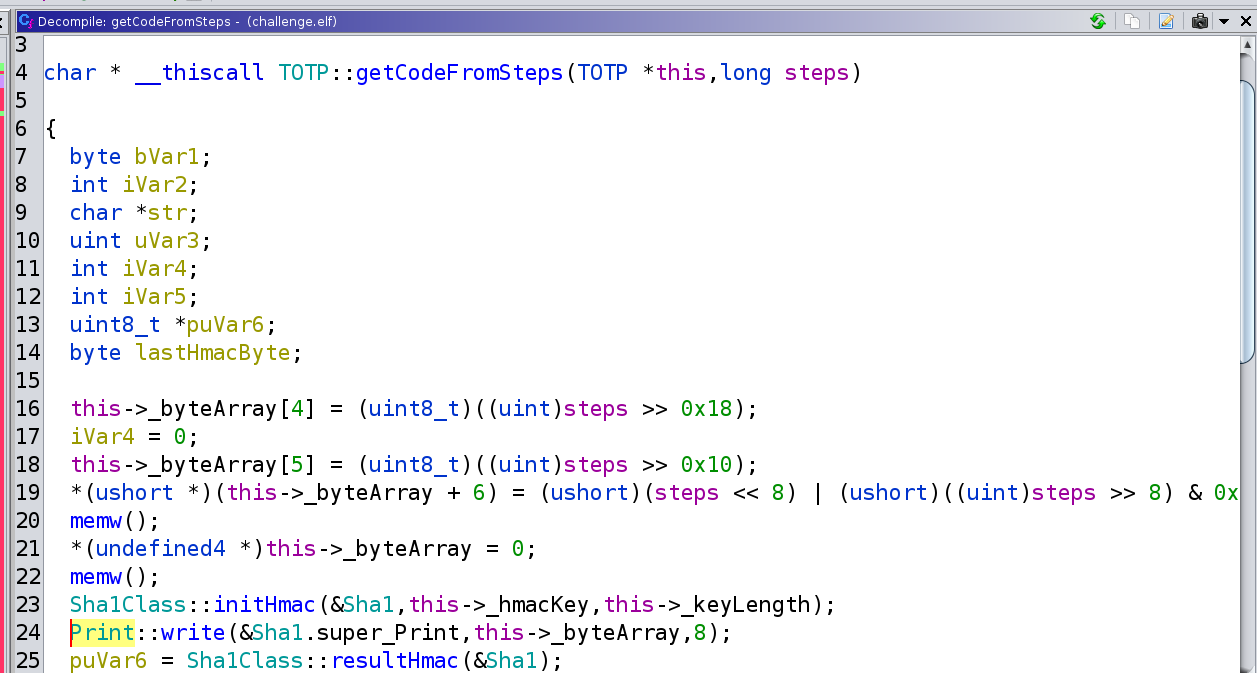 Decompile: getCodeFromSteps - (challenge.elf)
3
4 char * __thiscall TOTP::getCodeFromSteps(TOTP *this,long steps)
5
6 {
7 byte bVar1;
8 int iVar2;
9 char *str;
10 uint uVar3;
11 int iVar4;
12 int iVar5;
13 uint8_t *puVar6;
14 byte lastHmacByte;
15
16 this->_byteArray[4] = (uint8_t)((uint)steps >> 0x18);
17 iVar4 = 0;
18 this->_byteArray[5] = (uint8_t)((uint)steps >> 0x10);
19 *(ushort *)(this->_byteArray + 6) = (ushort)(steps << 8) | (ushort)((uint)steps >> 8) & 0x
20 memw();
21 *(undefined4 *)this->_byteArray = 0;
22 memw();
23 Sha1Class::initHmac(&Sha1,this->_hmacKey,this->_keyLength);
24 Print::write(&Sha1.super_Print,this->_byteArray,8);
25 puVar6 = Sha1Class::resultHmac(&Sha1);